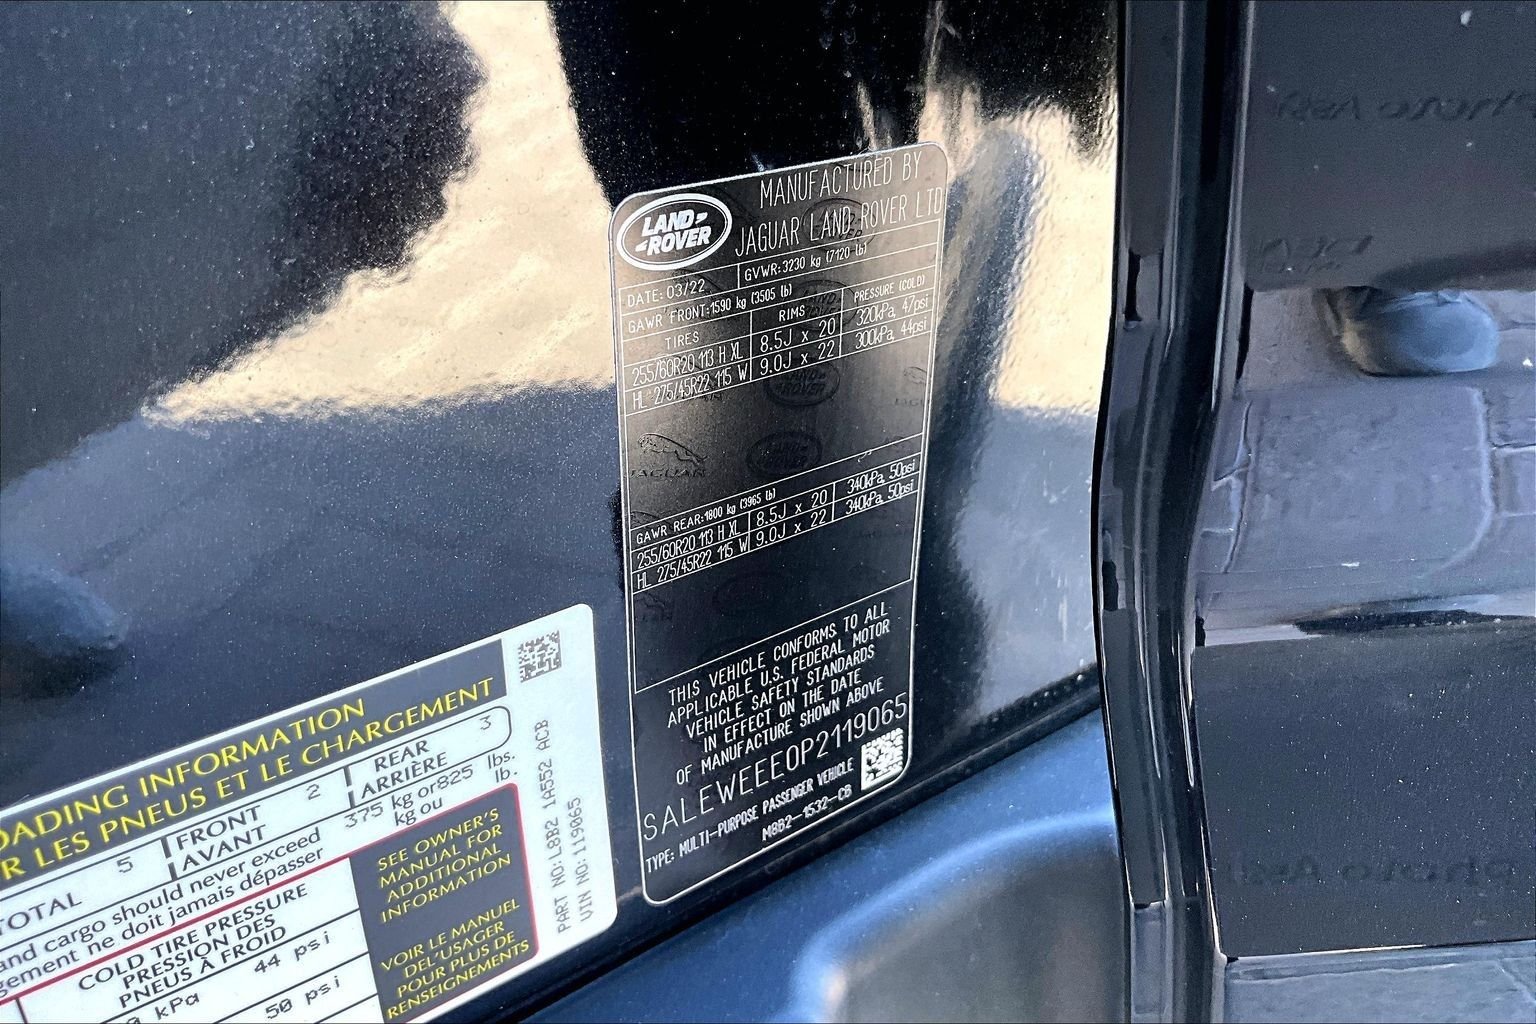 LAND
ROVER
MANUFACTURED BY
JAGUAR LAND ROVER LTD
DATE: 03/22
GVWR: 3230 kg (7120 lb)
GAWR FRONT: 1590 kg (3505 lb)
TIRES RIMS PRESSURE (COLD)
255/60R20 113 H XL 8.5J x 20 320kPa, 47psi
HL 275/45R22 115 W 9.0J x 22 300kPa, 44psi
JAGUAR
GAWR REAR: 1800 kg (3965 lb)
255/60R20 113 H XL 8.5J x 20 340kPa, 50psi
HL 275/45R22 115 W 9.0J x 22 340kPa, 50psi
THIS VEHICLE CONFORMS TO ALL
APPLICABLE U.S. FEDERAL MOTOR
VEHICLE SAFETY STANDARDS
IN EFFECT ON THE DATE
OF MANUFACTURE SHOWN ABOVE
SALEWEEE0P2119065
TYPE: MULTI-PURPOSE PASSENGER VEHICLE
M8B2-1532-CB
OADING INFORMATION
R LES PNEUS ET LE CHARGEMENT
TOTAL 5 FRONT 2 REAR 3
AVANT ARRIÈRE
and cargo should never exceed 375 kg or 825 lbs.
gement ne doit jamais dépasser kg ou lb.
COLD TIRE PRESSURE
PRESSION DES
PNEUS À FROID
kPa 44 psi
50 psi
SEE OWNER'S
MANUAL FOR
ADDITIONAL
INFORMATION
VOIR LE MANUEL
DEL'USAGER
POUR PLUS DE
RENSEIGNEMENTS
PART NO: L8B2 1A552 ACB
VIN NO: 119065